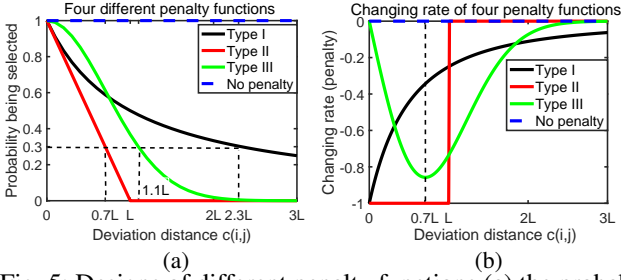 Four different penalty functions
Probability being selected
1
0.8
0.6
0.4
0.3
0.2
0
Type I
Type II
Type III
No penalty
1.1L
0
0.7L
L
2L
2.3L
3L
Deviation distance c(i,j)
(a)
Changing rate of four penalty functions
Changing rate (penalty)
0
-0.2
-0.4
-0.6
-0.8
-1
Type I
Type II
Type III
No penalty
0
0.7L
L
2L
3L
Deviation distance c(i,j)
(b)